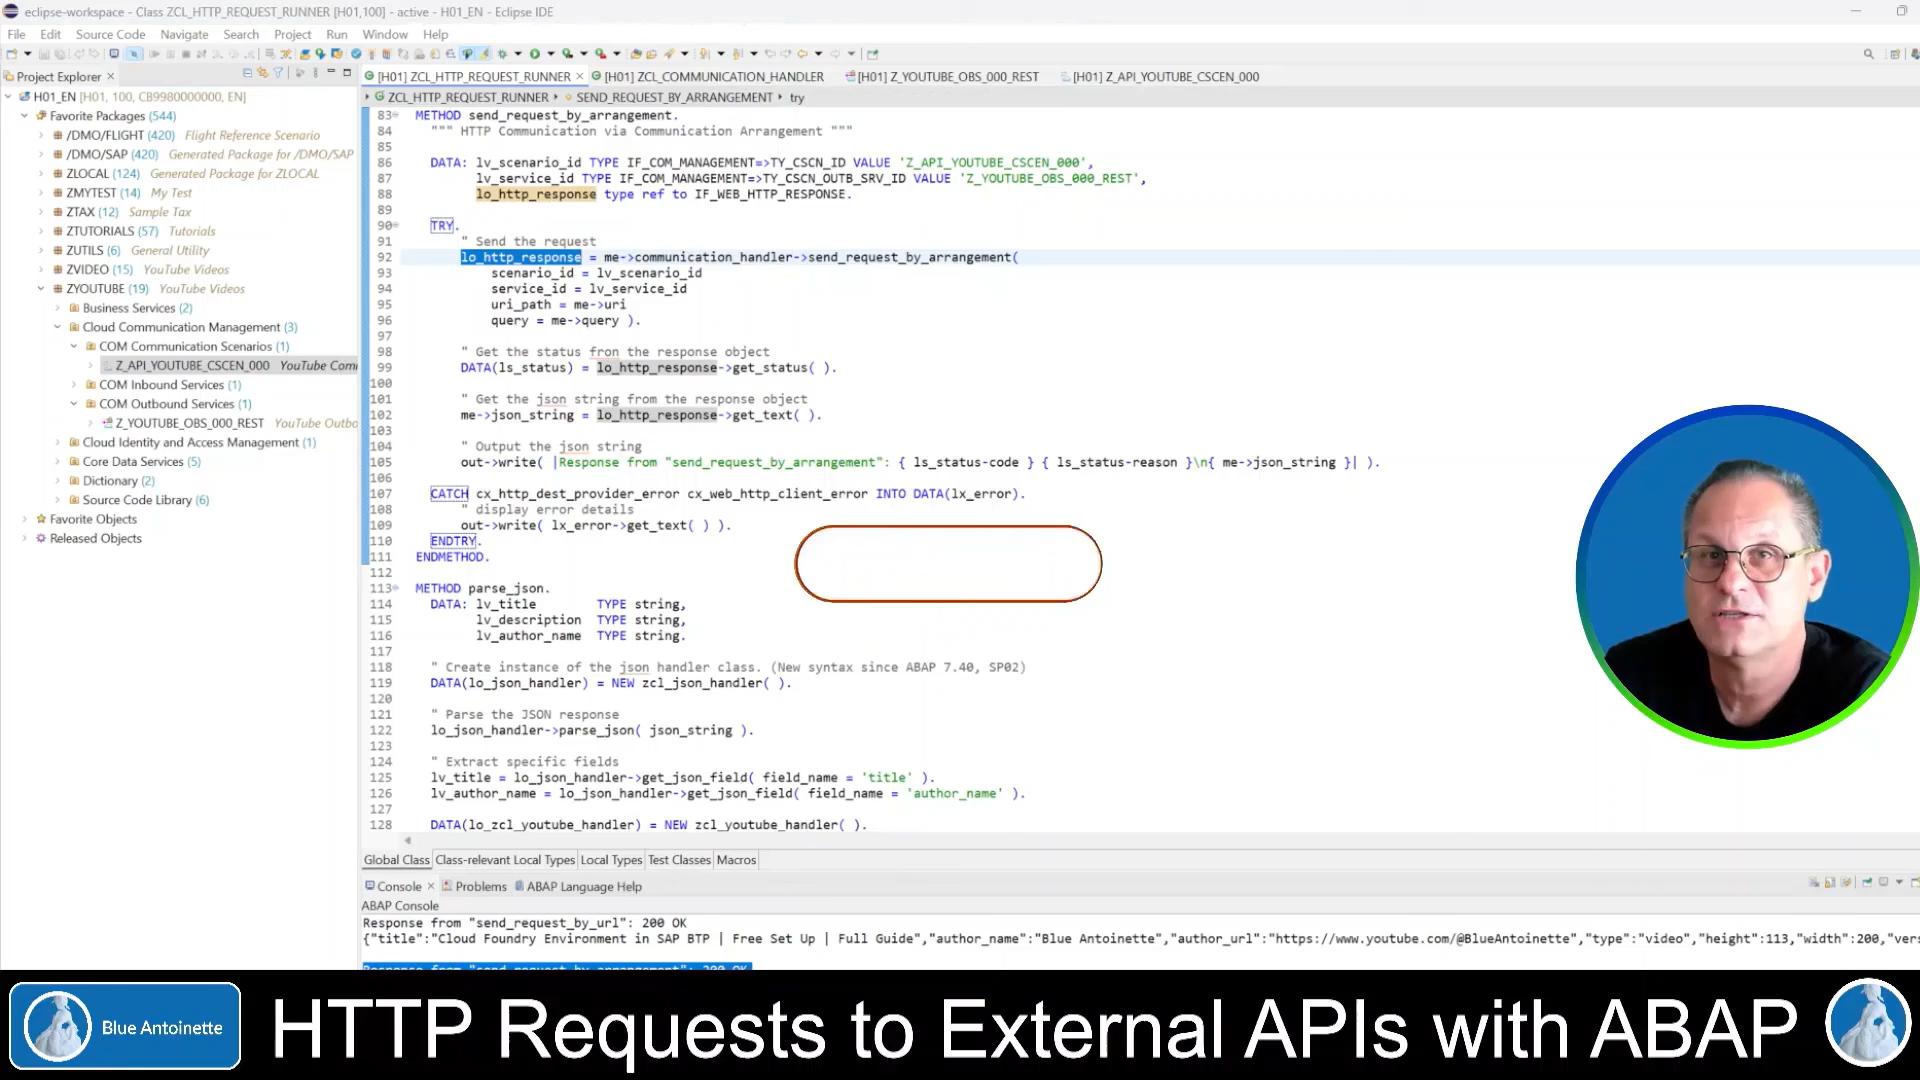 eclipse-workspace - Class ZCL_HTTP_REQUEST_RUNNER [H01,100] - active - H01_EN - Eclipse IDE
File Edit Source Code Navigate Search Project Run Window Help
Project Explorer
H01_EN [H01, 100, CB9980000000, EN]
Favorite Packages (544)
/DMO/FLIGHT (420) Flight Reference Scenario
/DMO/SAP (420) Generated Package for /DMO/SAP
ZLOCAL (124) Generated Package for ZLOCAL
ZMYTEST (14) My Test
ZTAX (12) Sample Tax
ZTUTORIALS (57) Tutorials
ZUTILS (6) General Utility
ZVIDEO (15) YouTube Videos
ZYOUTUBE (19) YouTube Videos
Business Services (2)
Cloud Communication Management (3)
COM Communication Scenarios (1)
Z_API_YOUTUBE_CSCEN_000 YouTube Com
COM Inbound Services (1)
COM Outbound Services (1)
Z_YOUTUBE_OBS_000_REST YouTube Outbo
Cloud Identity and Access Management (1)
Core Data Services (5)
Dictionary (2)
Source Code Library (6)
Favorite Objects
Released Objects
[H01] ZCL_HTTP_REQUEST_RUNNER [H01] ZCL_COMMUNICATION_HANDLER [H01] Z_YOUTUBE_OBS_000_REST [H01] Z_API_YOUTUBE_CSCEN_000
ZCL_HTTP_REQUEST_RUNNER SEND_REQUEST_BY_ARRANGEMENT try
83 METHOD send_request_by_arrangement.
84 """ HTTP Communication via Communication Arrangement """
85
86 DATA: lv_scenario_id TYPE IF_COM_MANAGEMENT=>TY_CSCN_ID VALUE 'Z_API_YOUTUBE_CSCEN_000',
87 lv_service_id TYPE IF_COM_MANAGEMENT=>TY_CSCN_OUTB_SRV_ID VALUE 'Z_YOUTUBE_OBS_000_REST',
88 lo_http_response type ref to IF_WEB_HTTP_RESPONSE.
89
90 TRY.
91 " Send the request
92 lo_http_response = me->communication_handler->send_request_by_arrangement(
93 scenario_id = lv_scenario_id
94 service_id = lv_service_id
95 uri_path = me->uri
96 query = me->query ).
97
98 " Get the status fron the response object
99 DATA(ls_status) = lo_http_response->get_status( ).
100
101 " Get the json string from the response object
102 me->json_string = lo_http_response->get_text( ).
103
104 " Output the json string
105 out->write( |Response from "send_request_by_arrangement": { ls_status-code } { ls_status-reason }\n{ me->json_string }| ).
106
107 CATCH cx_http_dest_provider_error cx_web_http_client_error INTO DATA(lx_error).
108 " display error details
109 out->write( lx_error->get_text( ) ).
110 ENDTRY.
111 ENDMETHOD.
112
113 METHOD parse_json.
114 DATA: lv_title TYPE string,
115 lv_description TYPE string,
116 lv_author_name TYPE string.
117
118 " Create instance of the json handler class. (New syntax since ABAP 7.40, SP02)
119 DATA(lo_json_handler) = NEW zcl_json_handler( ).
120
121 " Parse the JSON response
122 lo_json_handler->parse_json( json_string ).
123
124 " Extract specific fields
125 lv_title = lo_json_handler->get_json_field( field_name = 'title' ).
126 lv_author_name = lo_json_handler->get_json_field( field_name = 'author_name' ).
127
128 DATA(lo_zcl_youtube_handler) = NEW zcl_youtube_handler( ).
Global Class Class-relevant Local Types Local Types Test Classes Macros
Console Problems ABAP Language Help
ABAP Console
Response from "send_request_by_url": 200 OK
{"title":"Cloud Foundry Environment in SAP BTP | Free Set Up | Full Guide","author_name":"Blue Antoinette","author_url":"https://www.youtube.com/@BlueAntoinette","type":"video","height":113,"width":200,"vers
Response from "send_request_by_arrangement": 200 OK
Blue Antoinette
HTTP Requests to External APIs with ABAP